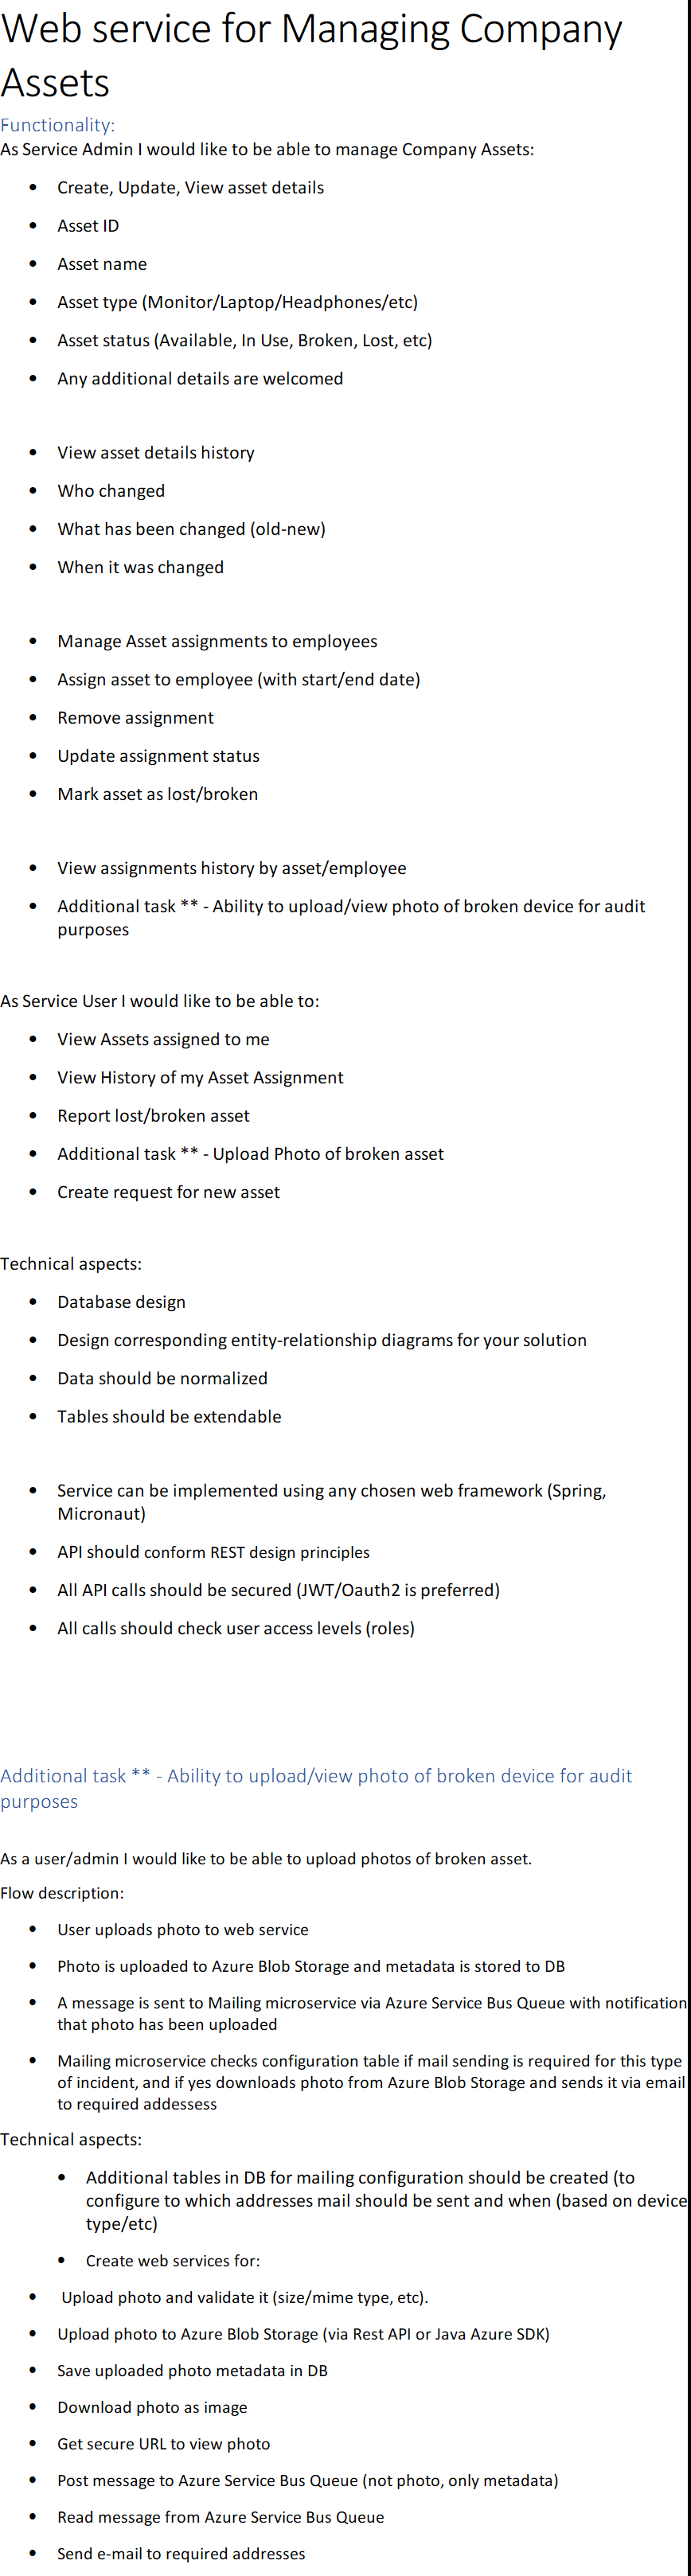 Web service for Managing Company
Assets
Functionality:
As Service Admin I would like to be able to manage Company Assets:
• Create, Update, View asset details
• Asset ID
• Asset name
• Asset type (Monitor/Laptop/Headphones/etc)
• Asset status (Available, In Use, Broken, Lost, etc)
• Any additional details are welcomed
• View asset details history
• Who changed
• What has been changed (old-new)
• When it was changed
• Manage Asset assignments to employees
• Assign asset to employee (with start/end date)
• Remove assignment
• Update assignment status
• Mark asset as lost/broken
• View assignments history by asset/employee
• Additional task ** - Ability to upload/view photo of broken device for audit
purposes
As Service User I would like to be able to:
• View Assets assigned to me
• View History of my Asset Assignment
• Report lost/broken asset
• Additional task ** - Upload Photo of broken asset
• Create request for new asset
Technical aspects:
• Database design
• Design corresponding entity-relationship diagrams for your solution
• Data should be normalized
• Tables should be extendable
• Service can be implemented using any chosen web framework (Spring,
Micronaut)
• API should conform REST design principles
• All API calls should be secured (JWT/Oauth2 is preferred)
• All calls should check user access levels (roles)
Additional task ** - Ability to upload/view photo of broken device for audit
purposes
As a user/admin I would like to be able to upload photos of broken asset.
Flow description:
• User uploads photo to web service
• Photo is uploaded to Azure Blob Storage and metadata is stored to DB
• A message is sent to Mailing microservice via Azure Service Bus Queue with notification
that photo has been uploaded
• Mailing microservice checks configuration table if mail sending is required for this type
of incident, and if yes downloads photo from Azure Blob Storage and sends it via email
to required addessess
Technical aspects:
• Additional tables in DB for mailing configuration should be created (to
configure to which addresses mail should be sent and when (based on device
type/etc)
• Create web services for:
• Upload photo and validate it (size/mime type, etc).
• Upload photo to Azure Blob Storage (via Rest API or Java Azure SDK)
• Save uploaded photo metadata in DB
• Download photo as image
• Get secure URL to view photo
• Post message to Azure Service Bus Queue (not photo, only metadata)
• Read message from Azure Service Bus Queue
• Send e-mail to required addresses